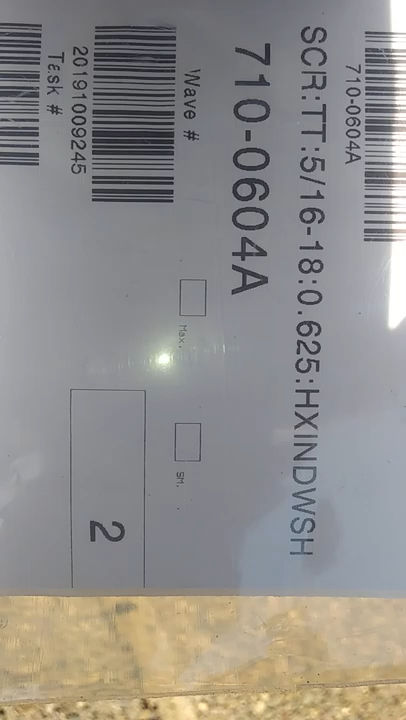 710-0604A
SCR:TT:5/16-18:0.625:HXINDWSH
710-0604A
Wave #
Max.
SM.
20191009245
Task #
2